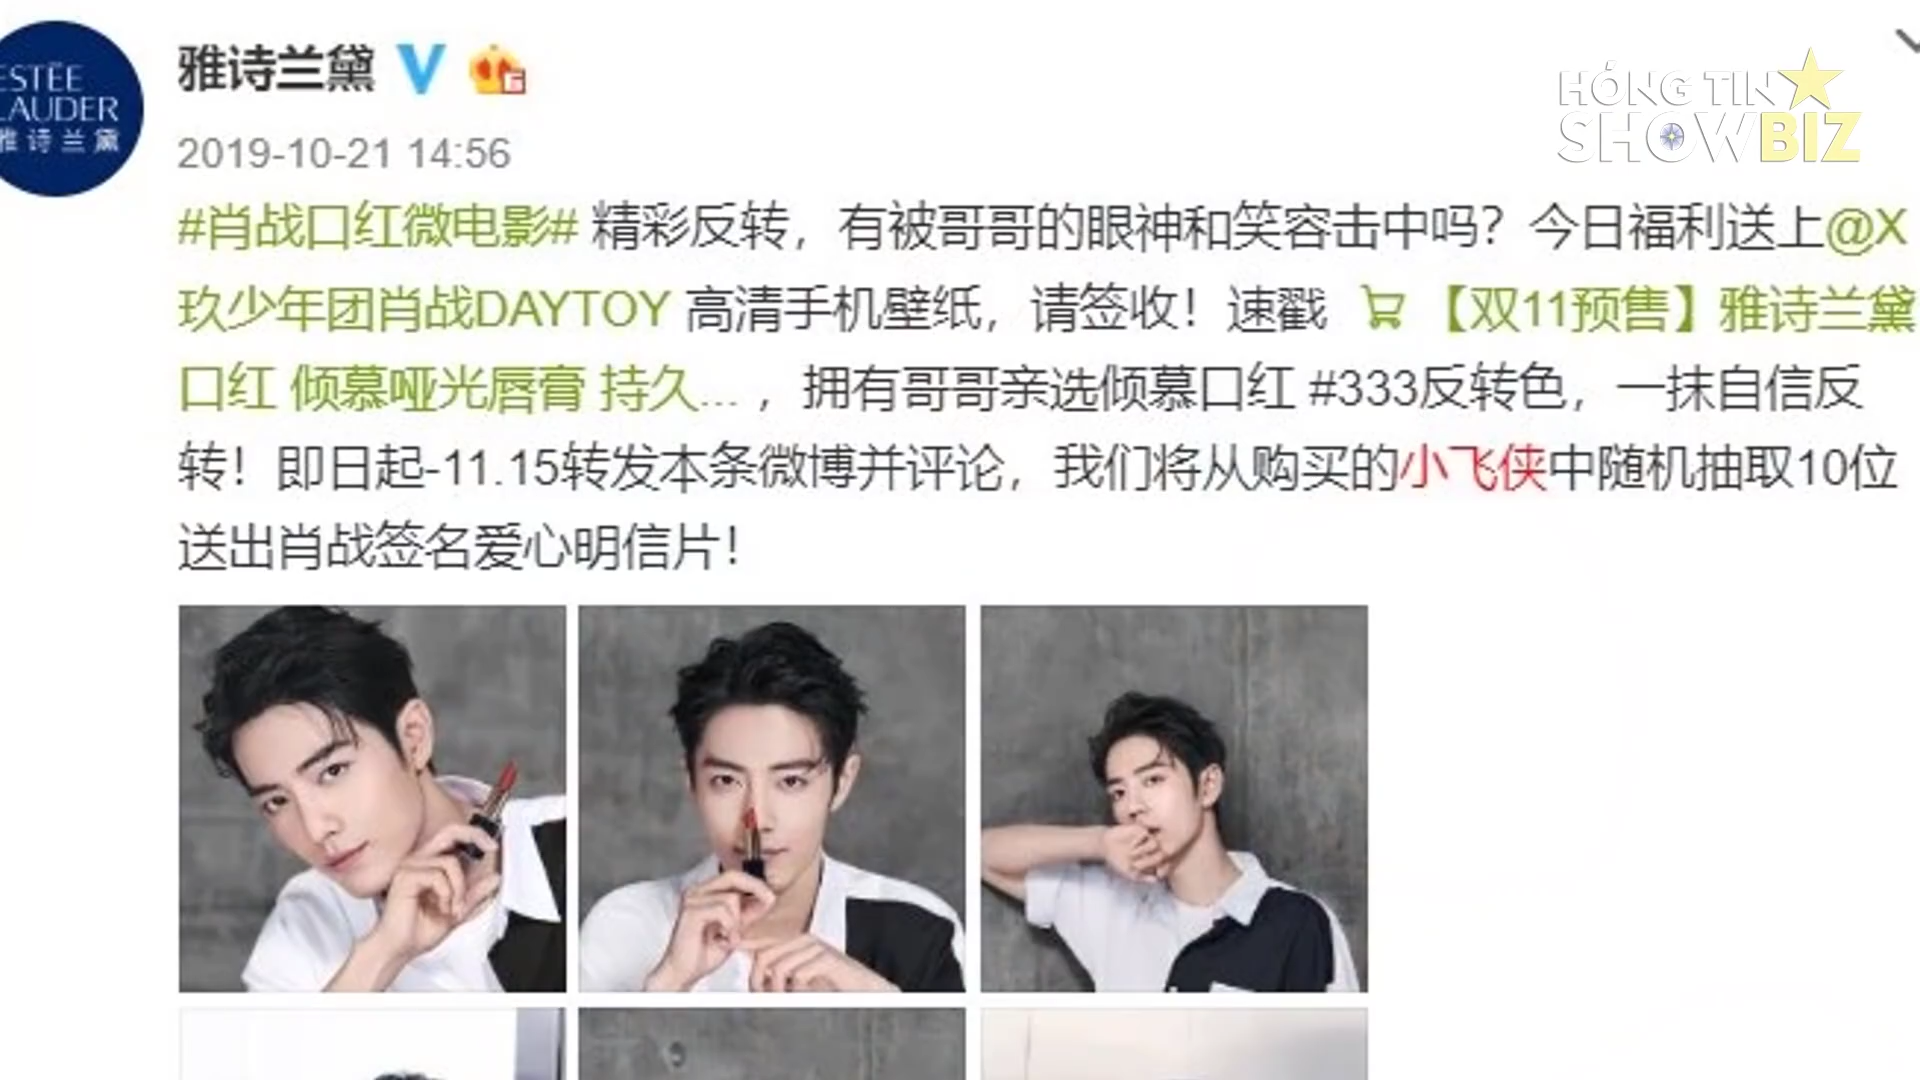 ESTÉE
LAUDER
雅诗兰黛
雅诗兰黛
2019-10-21 14:56
HÓNG TIN
SHOWBIZ
#肖战口红微电影# 精彩反转，有被哥哥的眼神和笑容击中吗？今日福利送上@X
玖少年团肖战DAYTOY 高清手机壁纸，请签收！速戳 【双11预售】雅诗兰黛
口红 倾慕哑光唇膏 持久... ，拥有哥哥亲选倾慕口红 #333反转色，一抹自信反
转！即日起-11.15转发本条微博并评论，我们将从购买的小飞侠中随机抽取10位
送出肖战签名爱心明信片！